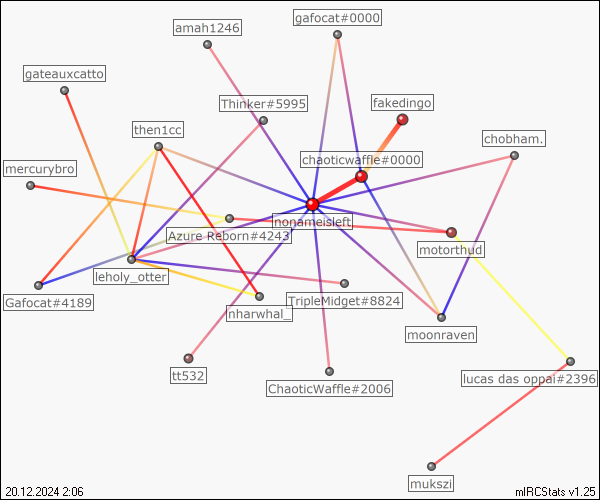 gafocat#0000
amah1246
gateauxcatto
Thinker#5995
fakedingo
then1cc
chobham.
chaoticwaffle#0000
mercurybro
nonameisleft
Azure Reborn#4243
motorthud
leholy_otter
Gafocat#4189
TripleMidget#8824
nharwhal_
moonraven
tt532
ChaoticWaffle#2006
lucas das oppai#2396
mukszi
20.12.2024 2:06
mIRCStats v1.25